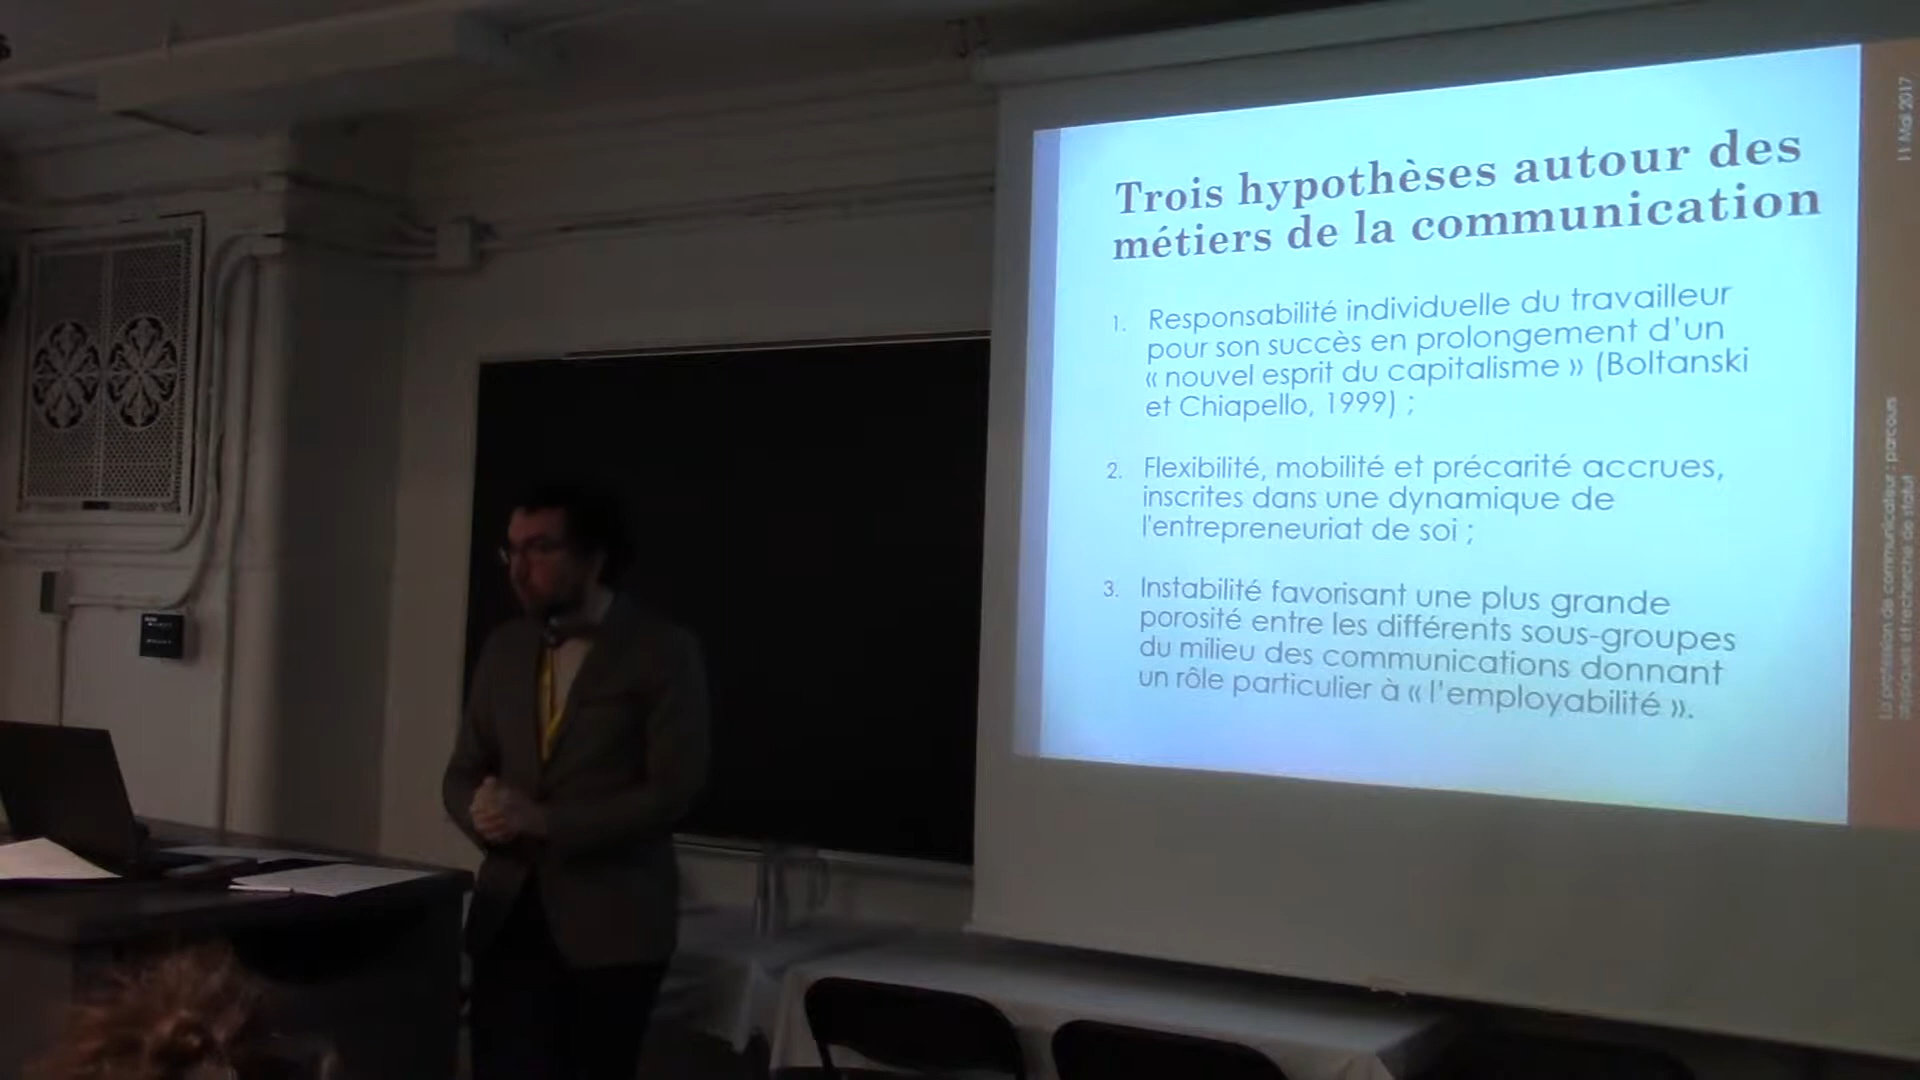 Trois hypothèses autour des
métiers de la communication
1. Responsabilité individuelle du travailleur
pour son succès en prolongement d'un
« nouvel esprit du capitalisme » (Boltanski
et Chiapello, 1999) ;
2. Flexibilité, mobilité et précarité accrues,
inscrites dans une dynamique de
l'entrepreneuriat de soi ;
3. Instabilité favorisant une plus grande
porosité entre les différents sous-groupes
du milieu des communications donnant
un rôle particulier à « l'employabilité ».
11 Mai 2017
La profession de communicateur : parcours
atypiques et recherche de statut